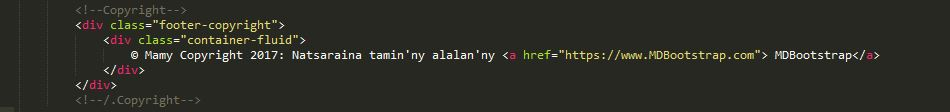 <!--Copyright-->
<div class="footer-copyright">
<div class="container-fluid">
© Mamy Copyright 2017: Natsaraina tamin'ny alalan'ny <a href="https://www.MDBootstrap.com"> MDBootstrap</a>
</div>
</div>
<!--/.Copyright-->